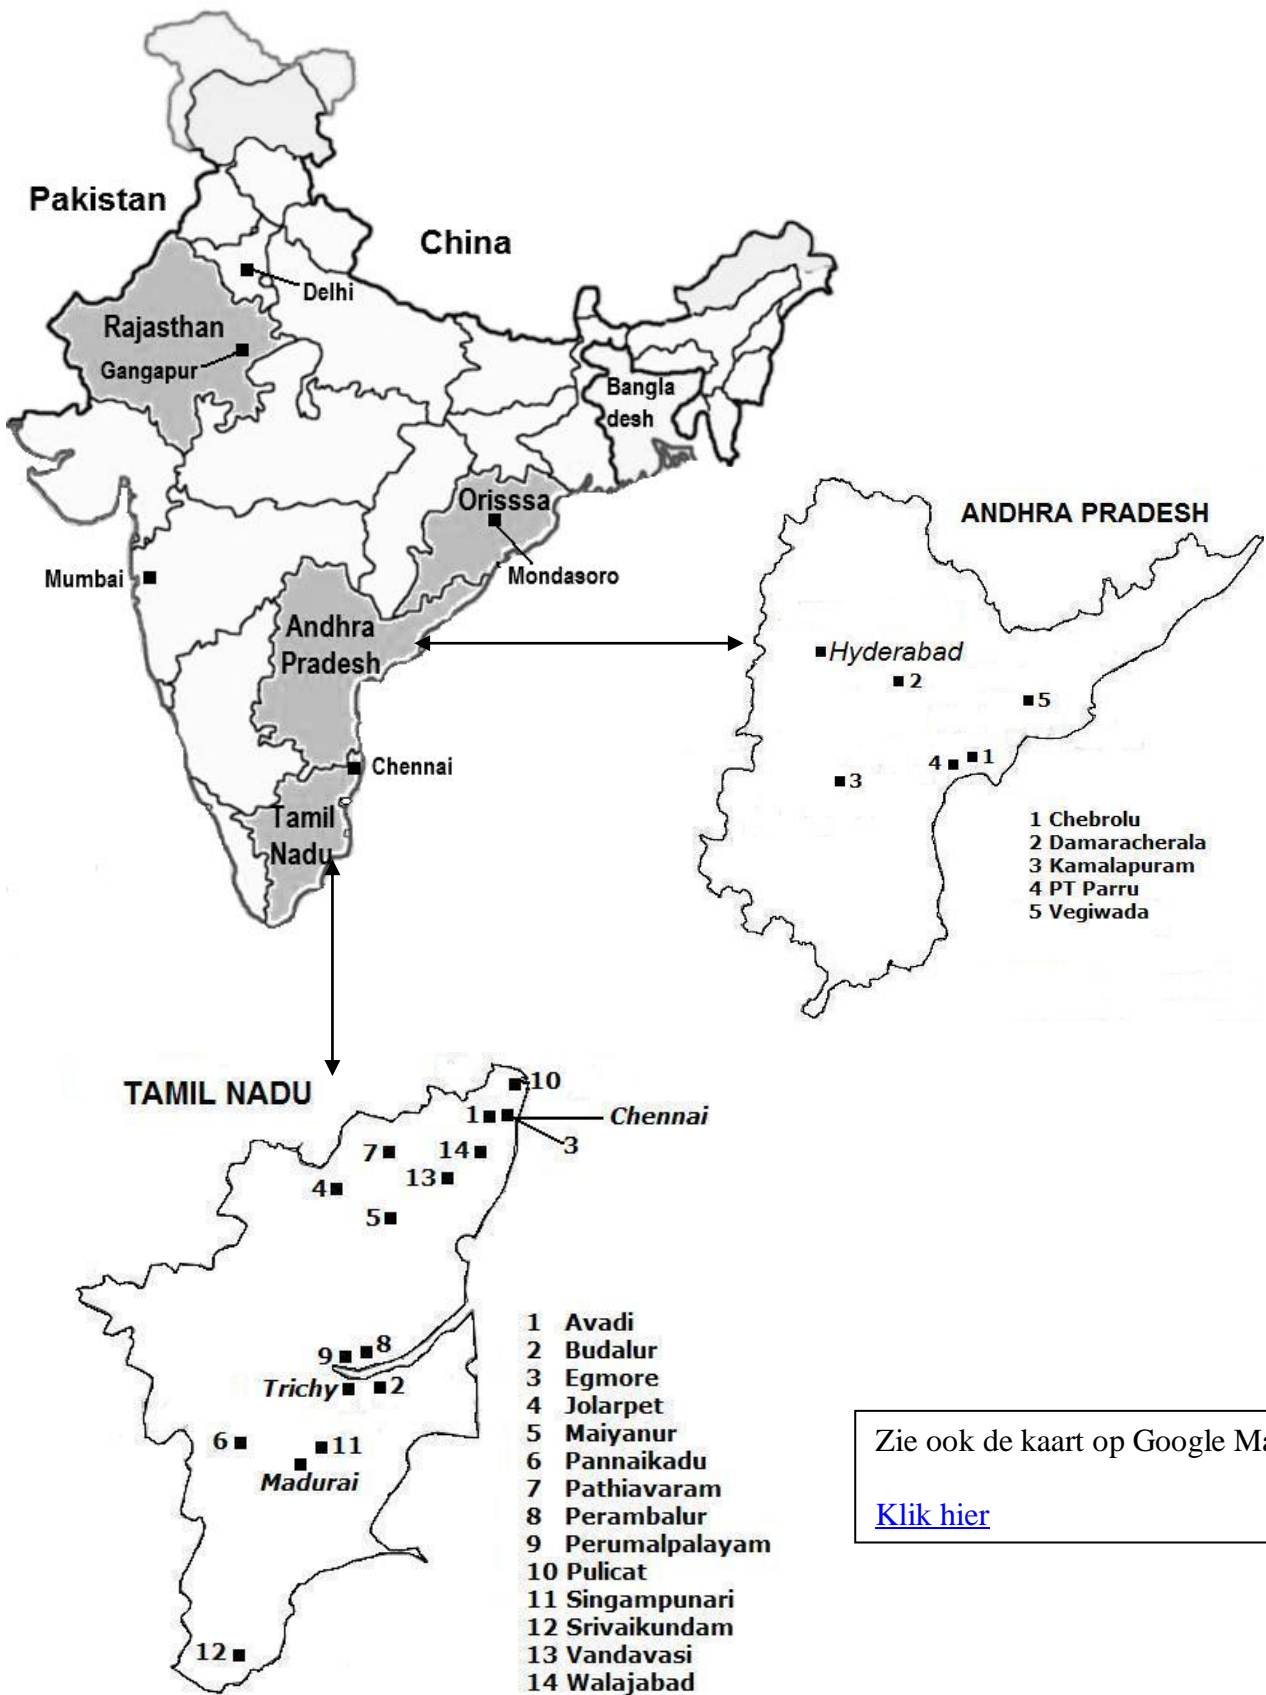 Pakistan
China
Delhi
Rajasthan
Gangapur
Bangla
desh
Orisssa
Mondasoro
Mumbai
Andhra
Pradesh
Chennai
Tamil
Nadu
ANDHRA PRADESH
Hyderabad
2
5
4
1
3
1 Chebrolu
2 Damaracherala
3 Kamalapuram
4 PT Parru
5 Vegiwada
TAMIL NADU
10
1
Chennai
3
7
14
13
4
5
8
9
Trichy
2
6
11
Madurai
12
1 Avadi
2 Budalur
3 Egmore
4 Jolarpet
5 Maiyanur
6 Pannaikadu
7 Pathiavaram
8 Perambalur
9 Perumalpalayam
10 Pulicat
11 Singampunari
12 Srivaikundam
13 Vandavasi
14 Walajabad
Zie ook de kaart op Google Ma
Klik hier